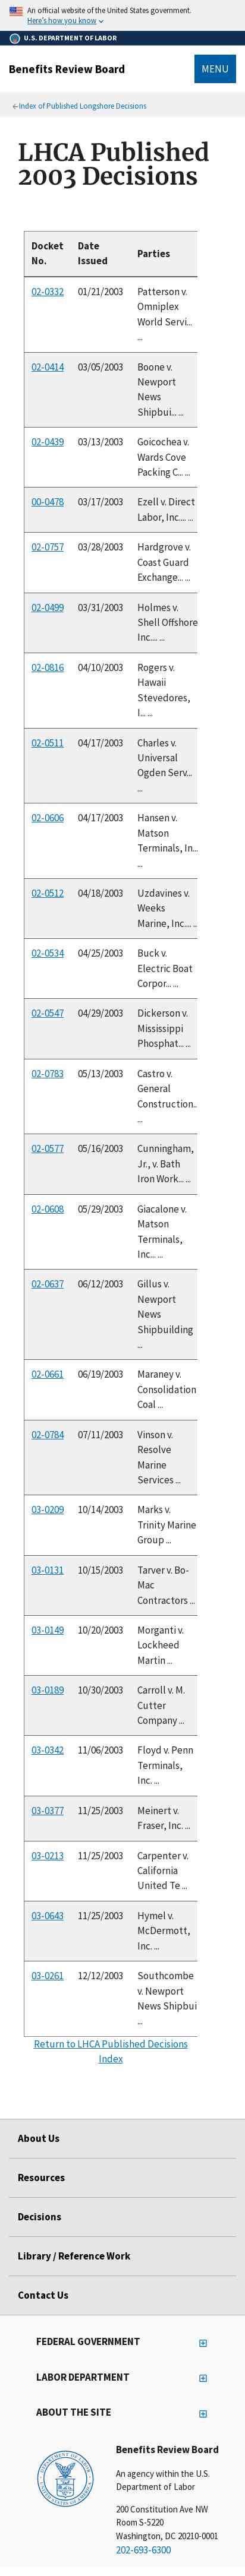 An official website of the United States government.
Here's how you know
U.S. DEPARTMENT OF LABOR
Benefits Review Board
MENU
Index of Published Longshore Decisions
LHCA Published
2003 Decisions
Docket
No.
Date
Issued
Parties
02-0332
01/21/2003
Patterson v.
Omniplex
World Servi...
...
02-0414
03/05/2003
Boone v.
Newport
News
Shipbui... ...
02-0439
03/13/2003
Goicochea v.
Wards Cove
Packing C... ...
00-0478
03/17/2003
Ezell v. Direct
Labor, Inc.... ...
02-0757
03/28/2003
Hardgrove v.
Coast Guard
Exchange... ...
02-0499
03/31/2003
Holmes v.
Shell Offshore
Inc.... ...
02-0816
04/10/2003
Rogers v.
Hawaii
Stevedores,
I... ...
02-0511
04/17/2003
Charles v.
Universal
Ogden Serv...
...
02-0606
04/17/2003
Hansen v.
Matson
Terminals, In...
...
02-0512
04/18/2003
Uzdavines v.
Weeks
Marine, Inc.... ..
02-0534
04/25/2003
Buck v.
Electric Boat
Corpor... ...
02-0547
04/29/2003
Dickerson v.
Mississippi
Phosphat... ...
02-0783
05/13/2003
Castro v.
General
Construction..
...
02-0577
05/16/2003
Cunningham,
Jr., v. Bath
Iron Work... ...
02-0608
05/29/2003
Giacalone v.
Matson
Terminals,
Inc... ...
02-0637
06/12/2003
Gillus v.
Newport
News
Shipbuilding
...
02-0661
06/19/2003
Maraney v.
Consolidation
Coal ...
02-0784
07/11/2003
Vinson v.
Resolve
Marine
Services ...
03-0209
10/14/2003
Marks v.
Trinity Marine
Group ...
03-0131
10/15/2003
Tarver v. Bo-
Mac
Contractors ...
03-0149
10/20/2003
Morganti v.
Lockheed
Martin ...
03-0189
10/30/2003
Carroll v. M.
Cutter
Company ...
03-0342
11/06/2003
Floyd v. Penn
Terminals,
Inc. ...
03-0377
11/25/2003
Meinert v.
Fraser, Inc. ...
03-0213
11/25/2003
Carpenter v.
California
United Te ...
03-0643
11/25/2003
Hymel v.
McDermott,
Inc. ...
03-0261
12/12/2003
Southcombe
v. Newport
News Shipbui
...
Return to LHCA Published Decisions
Index
About Us
Resources
Decisions
Library / Reference Work
Contact Us
FEDERAL GOVERNMENT
LABOR DEPARTMENT
ABOUT THE SITE
Benefits Review Board
An agency within the U.S.
Department of Labor
200 Constitution Ave NW
Room S-5220
Washington, DC 20210-0001
202-693-6300